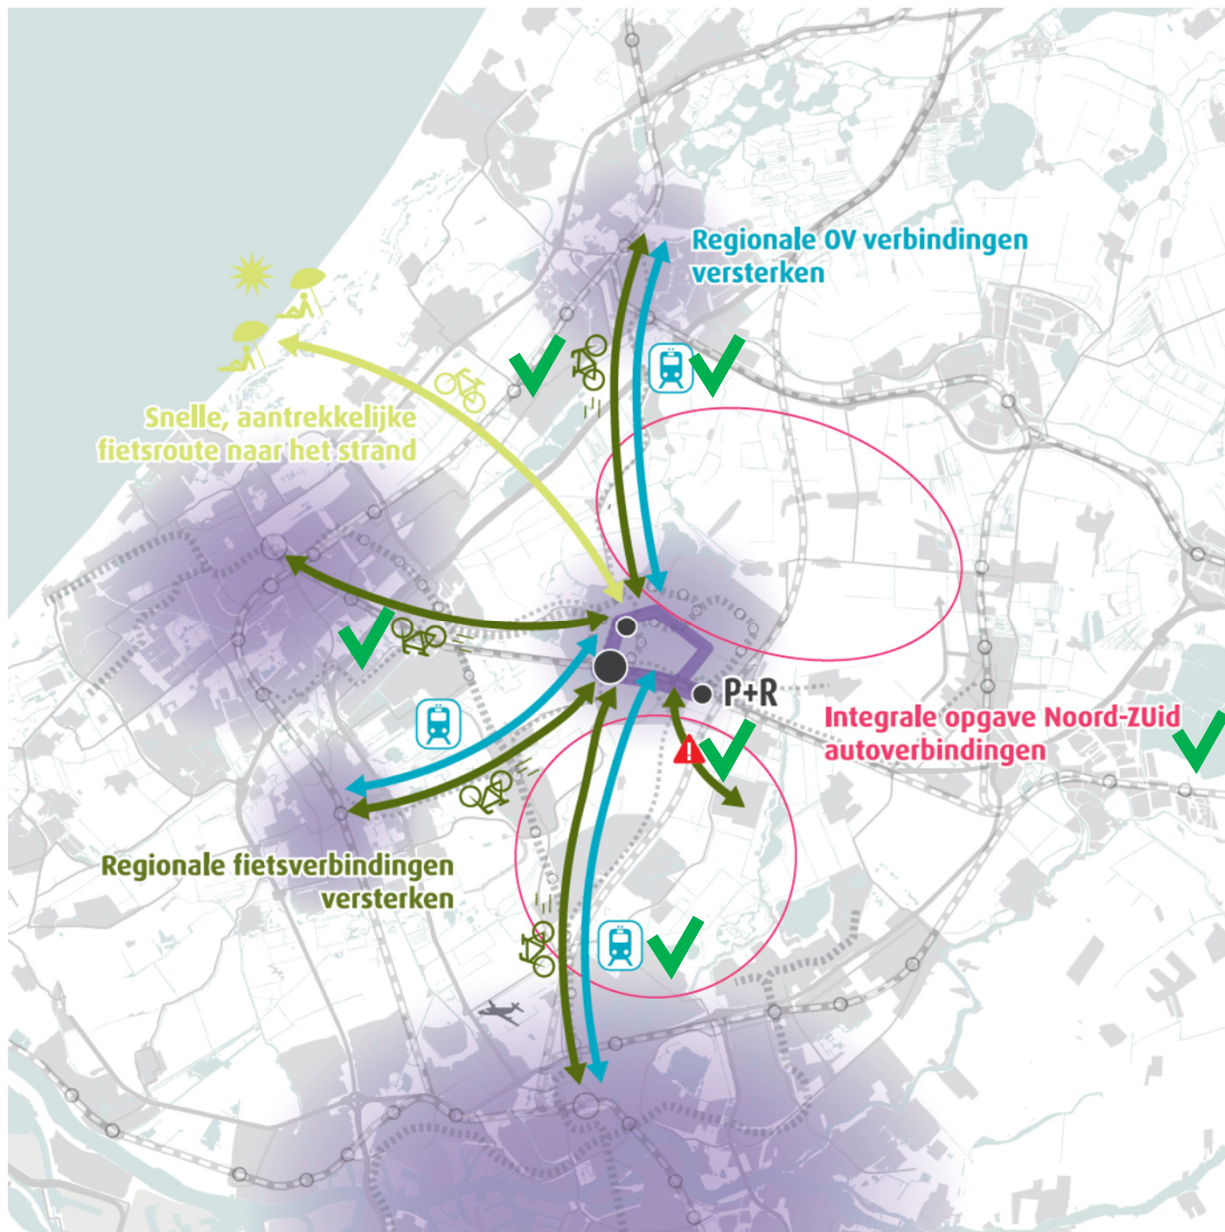 Regionale OV verbindingen
versterken
Snelle, aantrekkelijke
fietsroute naar het strand
P+R
Integrale opgave Noord-ZUid
autoverbindingen
Regionale fietsverbindingen
versterken